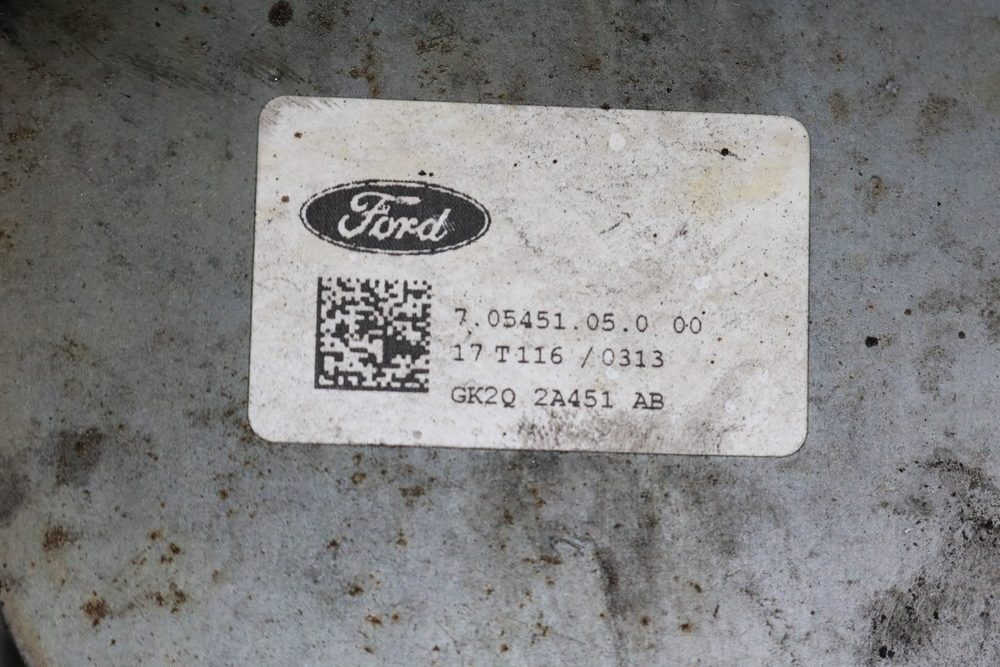 Ford
7.05451.05.0 00
17 T116 / 0313
GK2Q 2A451 AB